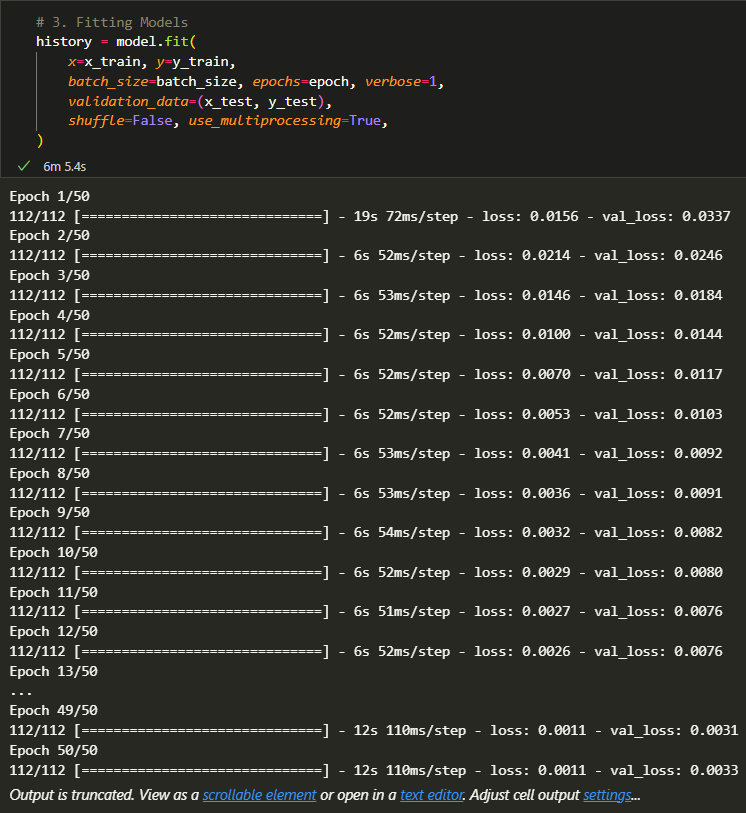 # 3. Fitting Models
history = model.fit(
x=x_train, y=y_train,
batch_size=batch_size, epochs=epoch, verbose=1,
validation_data=(x_test, y_test),
shuffle=False, use_multiprocessing=True,
)
✓ 6m 5.4s
Epoch 1/50
112/112 [==============================] - 19s 72ms/step - loss: 0.0156 - val_loss: 0.0337
Epoch 2/50
112/112 [==============================] - 6s 52ms/step - loss: 0.0214 - val_loss: 0.0246
Epoch 3/50
112/112 [==============================] - 6s 53ms/step - loss: 0.0146 - val_loss: 0.0184
Epoch 4/50
112/112 [==============================] - 6s 52ms/step - loss: 0.0100 - val_loss: 0.0144
Epoch 5/50
112/112 [==============================] - 6s 52ms/step - loss: 0.0070 - val_loss: 0.0117
Epoch 6/50
112/112 [==============================] - 6s 52ms/step - loss: 0.0053 - val_loss: 0.0103
Epoch 7/50
112/112 [==============================] - 6s 53ms/step - loss: 0.0041 - val_loss: 0.0092
Epoch 8/50
112/112 [==============================] - 6s 53ms/step - loss: 0.0036 - val_loss: 0.0091
Epoch 9/50
112/112 [==============================] - 6s 54ms/step - loss: 0.0032 - val_loss: 0.0082
Epoch 10/50
112/112 [==============================] - 6s 52ms/step - loss: 0.0029 - val_loss: 0.0080
Epoch 11/50
112/112 [==============================] - 6s 51ms/step - loss: 0.0027 - val_loss: 0.0076
Epoch 12/50
112/112 [==============================] - 6s 52ms/step - loss: 0.0026 - val_loss: 0.0076
Epoch 13/50
...
Epoch 49/50
112/112 [==============================] - 12s 110ms/step - loss: 0.0011 - val_loss: 0.0031
Epoch 50/50
112/112 [==============================] - 12s 110ms/step - loss: 0.0011 - val_loss: 0.0033
Output is truncated. View as a scrollable element or open in a text editor. Adjust cell output settings...